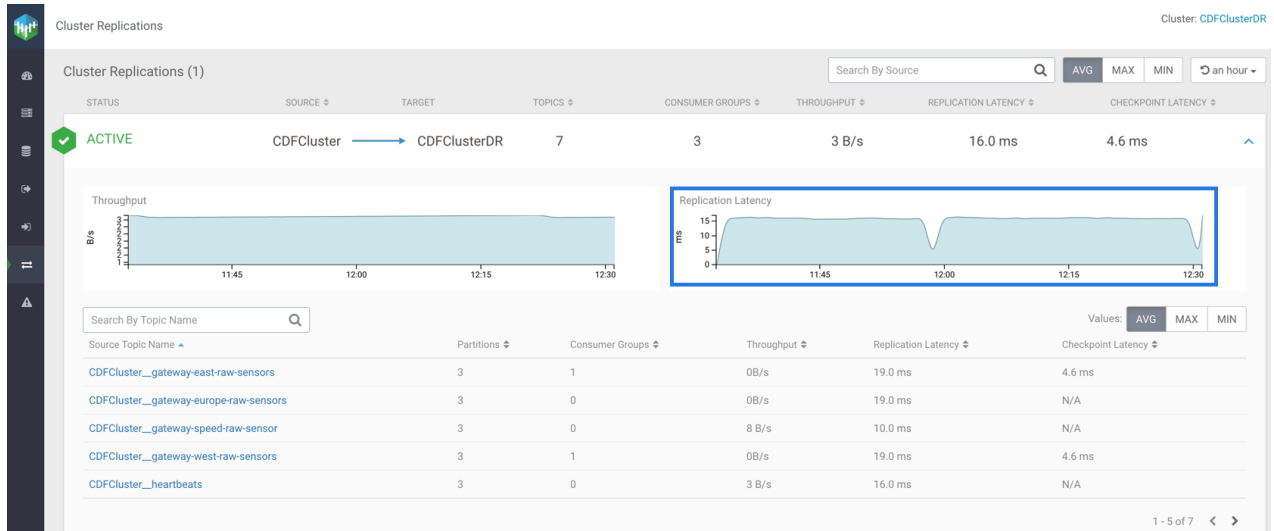 Cluster Replications
Cluster: CDFClusterDR
Cluster Replications (1)
Search By Source
AVG MAX MIN
an hour
STATUS SOURCE TARGET TOPICS CONSUMER GROUPS THROUGHPUT REPLICATION LATENCY CHECKPOINT LATENCY
ACTIVE CDFCluster CDFClusterDR 7 3 3 B/s 16.0 ms 4.6 ms
Throughput
B/s
3
3
2
2
2
2
1
11:45 12:00 12:15 12:30
Replication Latency
ms
15
10
5
0
11:45 12:00 12:15 12:30
Search By Topic Name
Values: AVG MAX MIN
Source Topic Name Partitions Consumer Groups Throughput Replication Latency Checkpoint Latency
CDFCluster__gateway-east-raw-sensors 3 1 0B/s 19.0 ms 4.6 ms
CDFCluster__gateway-europe-raw-sensors 3 0 0B/s 19.0 ms N/A
CDFCluster__gateway-speed-raw-sensor 3 0 8 B/s 10.0 ms N/A
CDFCluster__gateway-west-raw-sensors 3 1 0B/s 19.0 ms 4.6 ms
CDFCluster__heartbeats 3 0 3 B/s 16.0 ms N/A
1 - 5 of 7